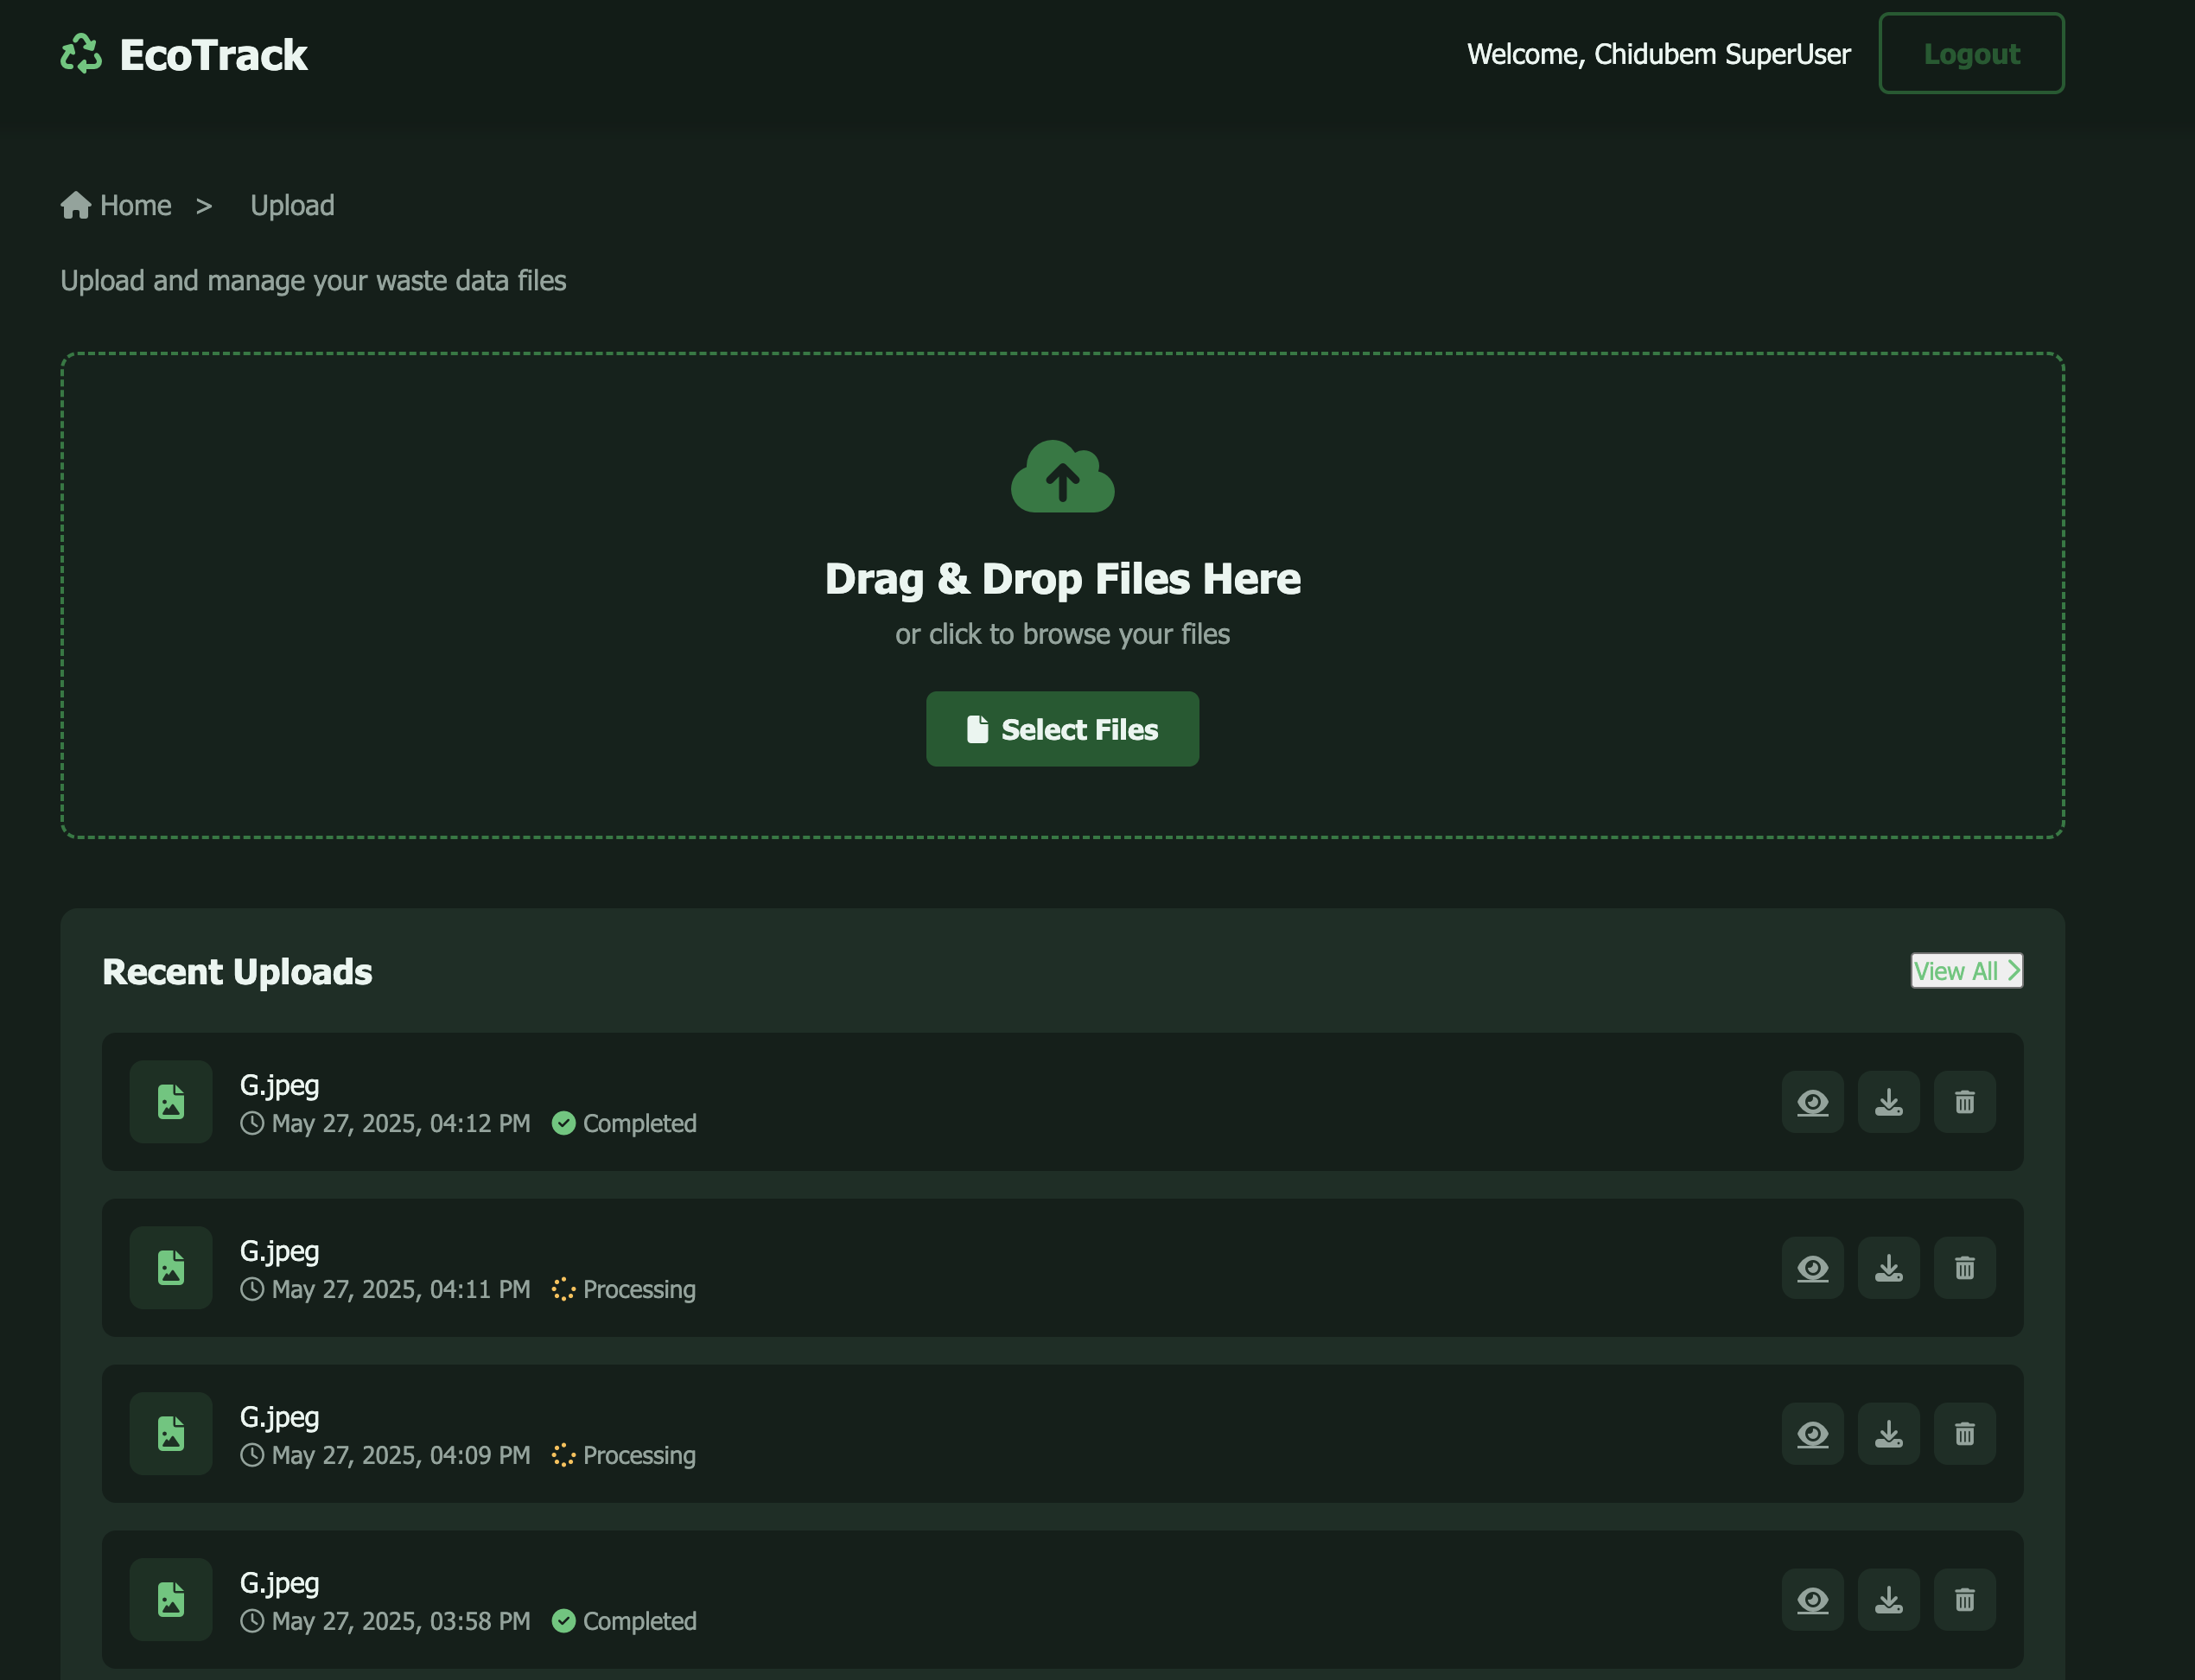 EcoTrack
Welcome, Chidubem SuperUser
Logout
Home > Upload
Upload and manage your waste data files
Drag & Drop Files Here
or click to browse your files
Select Files
Recent Uploads
View All >
G.jpeg
May 27, 2025, 04:12 PM Completed
G.jpeg
May 27, 2025, 04:11 PM Processing
G.jpeg
May 27, 2025, 04:09 PM Processing
G.jpeg
May 27, 2025, 03:58 PM Completed